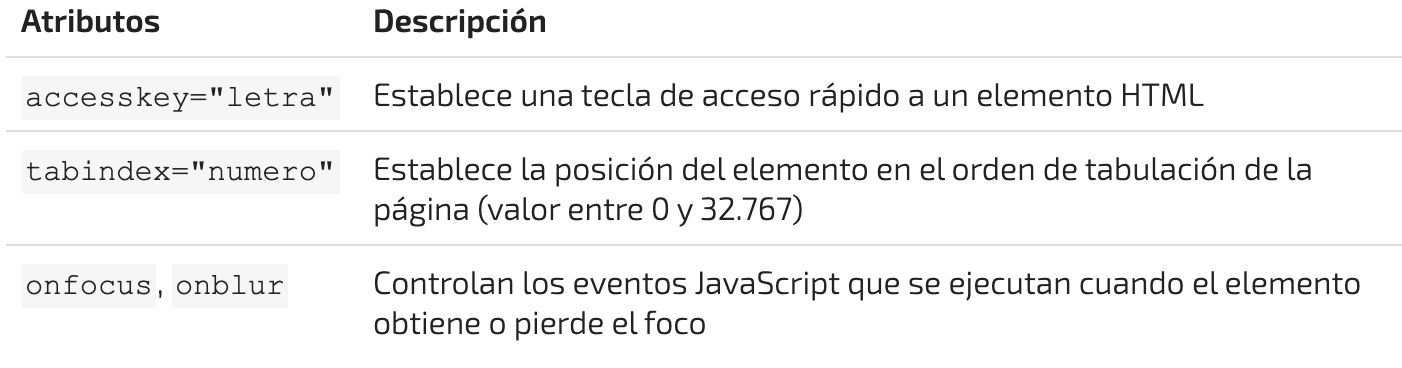 Atributos Descripción
accesskey="letra" Establece una tecla de acceso rápido a un elemento HTML
tabindex="numero" Establece la posición del elemento en el orden de tabulación de la
página (valor entre 0 y 32.767)
onfocus, onblur Controlan los eventos JavaScript que se ejecutan cuando el elemento
obtiene o pierde el foco